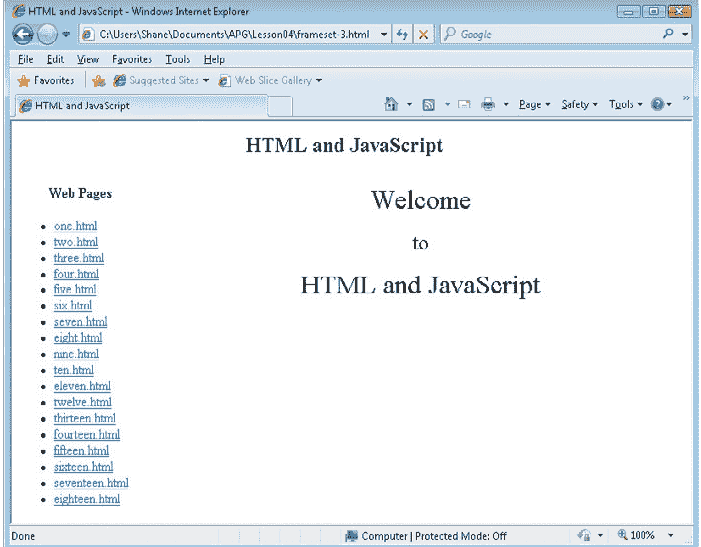 HTML and JavaScript - Windows Internet Explorer
C:\Users\Shane\Documents\APG\Lesson04\frameset-3.html
Google
File Edit View Favorites Tools Help
Favorites Suggested Sites Web Slice Gallery
HTML and JavaScript
Page Safety Tools
HTML and JavaScript
Web Pages
one.html
two.html
three.html
four.html
five.html
six.html
seven.html
eight.html
nine.html
ten.html
eleven.html
twelve.html
thirteen.html
fourteen.html
fifteen.html
sixteen.html
seventeen.html
eighteen.html
Welcome
to
HTML and JavaScript
Done Computer | Protected Mode: Off 100%